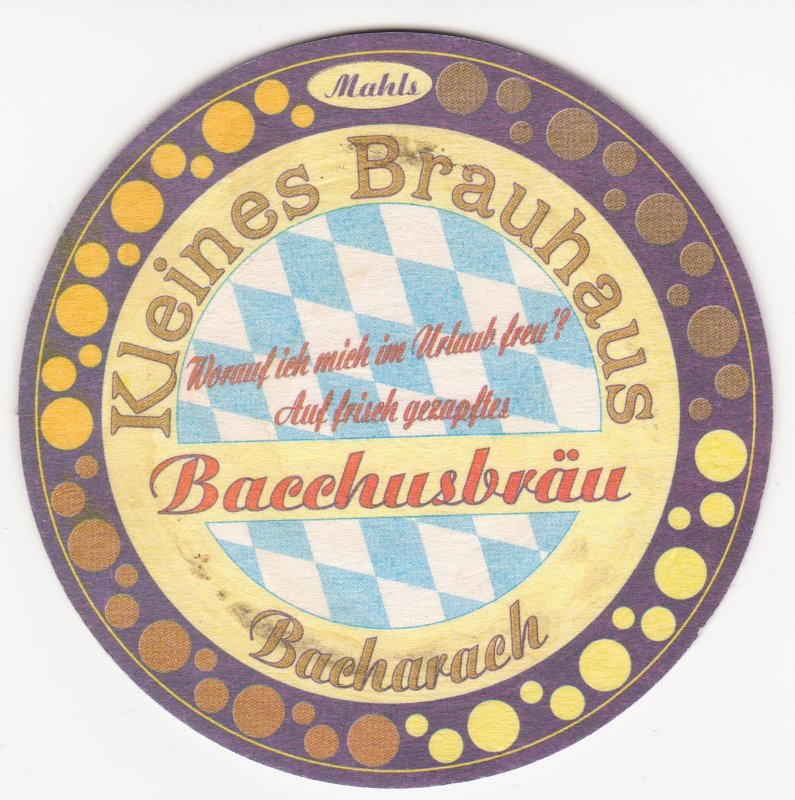 Mahls
Kleines Brauhaus
Worauf ich mich im Urlaub freu'?
Auf frisch gezapftes
Bacchusbräu
Bacharach